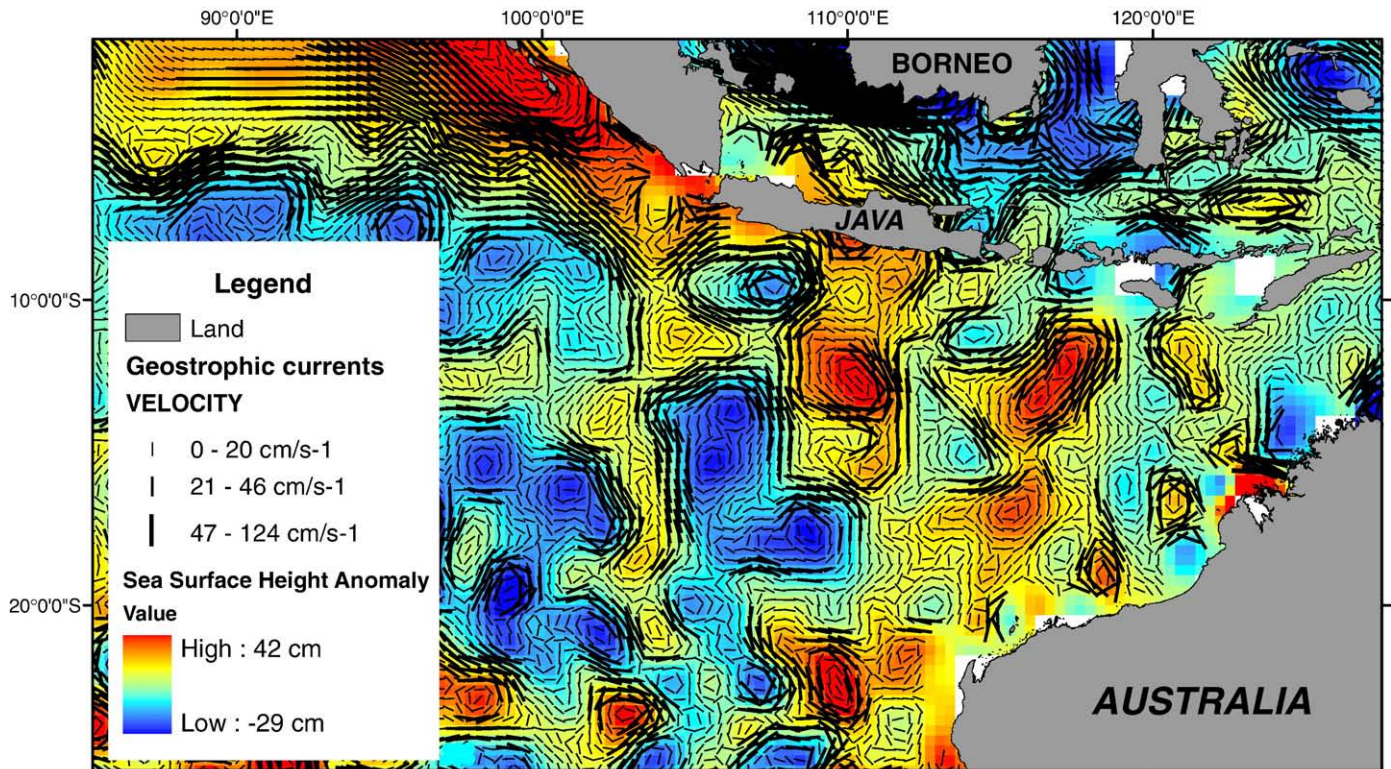 90°0'0"E 100°0'0"E 110°0'0"E 120°0'0"E
BORNEO
JAVA
10°0'0"S
20°0'0"S
Legend
Land
Geostrophic currents
VELOCITY
0 - 20 cm/s-1
21 - 46 cm/s-1
47 - 124 cm/s-1
Sea Surface Height Anomaly
Value
High : 42 cm
Low : -29 cm
AUSTRALIA